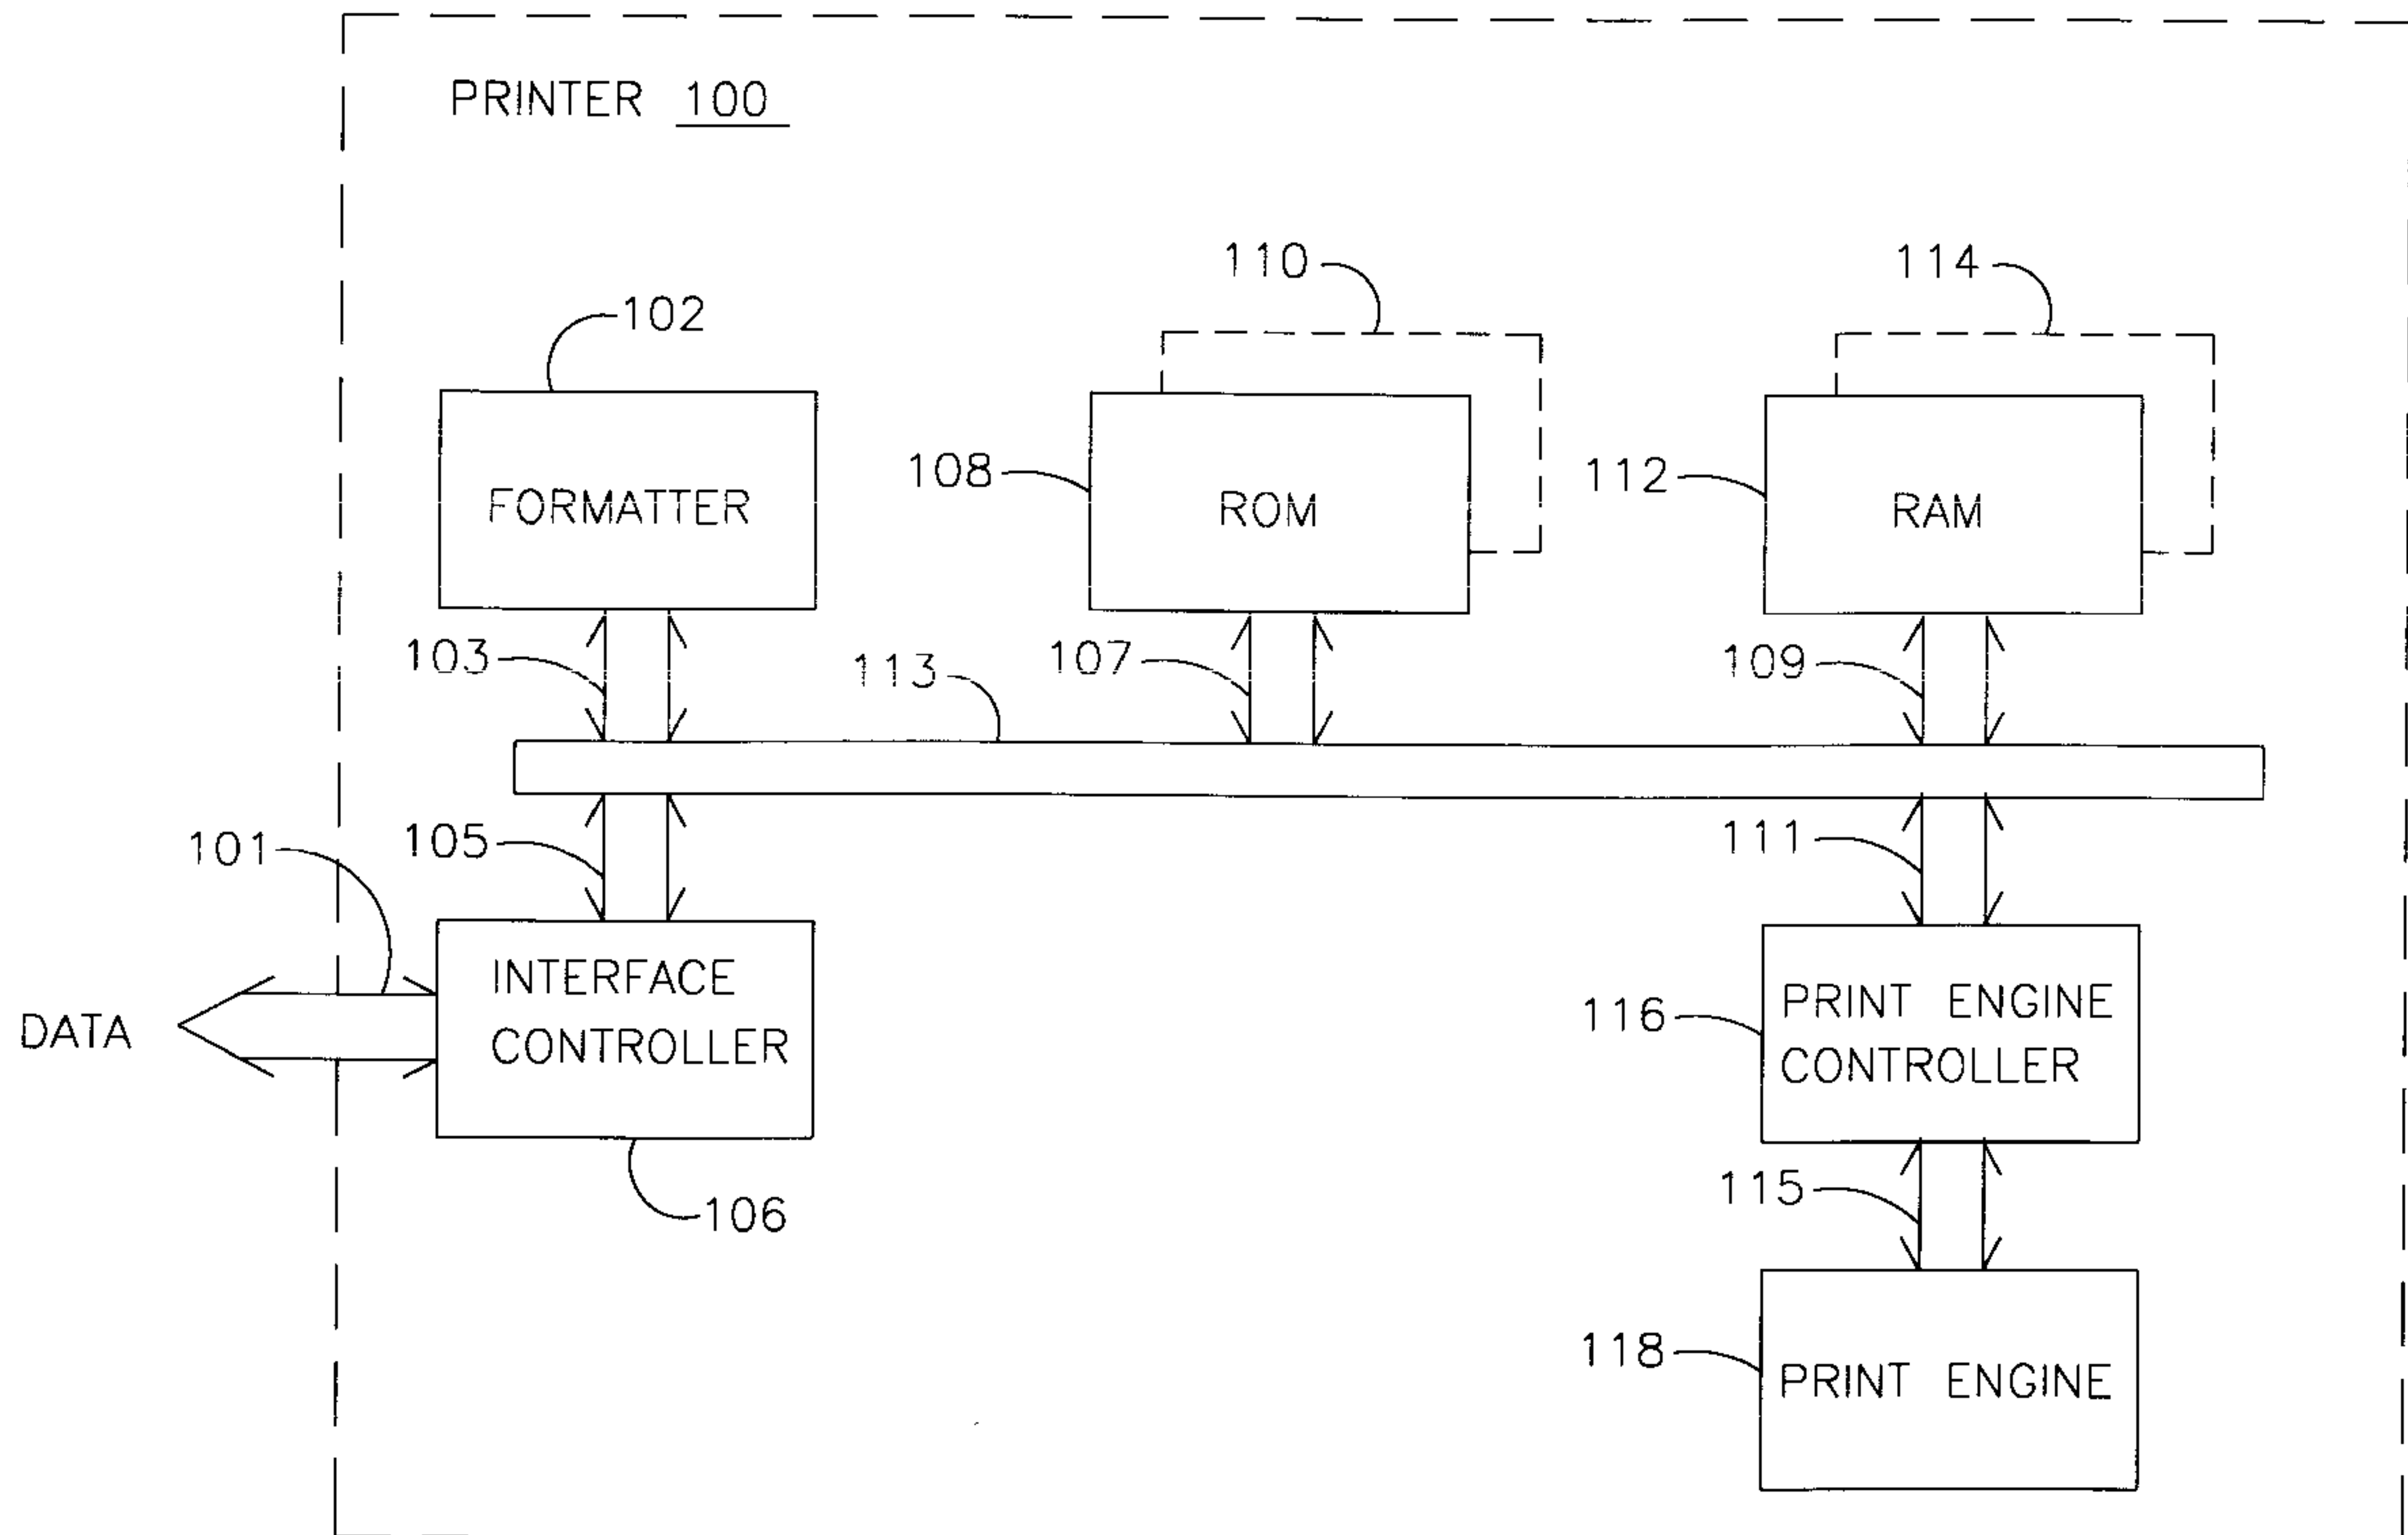 PRINTER 100
110
114
102
108
112
FORMATTER
ROM
RAM
103
113
107
109
101
105
111
INTERFACE
CONTROLLER
DATA
116
PRINT ENGINE
CONTROLLER
106
115
118
PRINT ENGINE